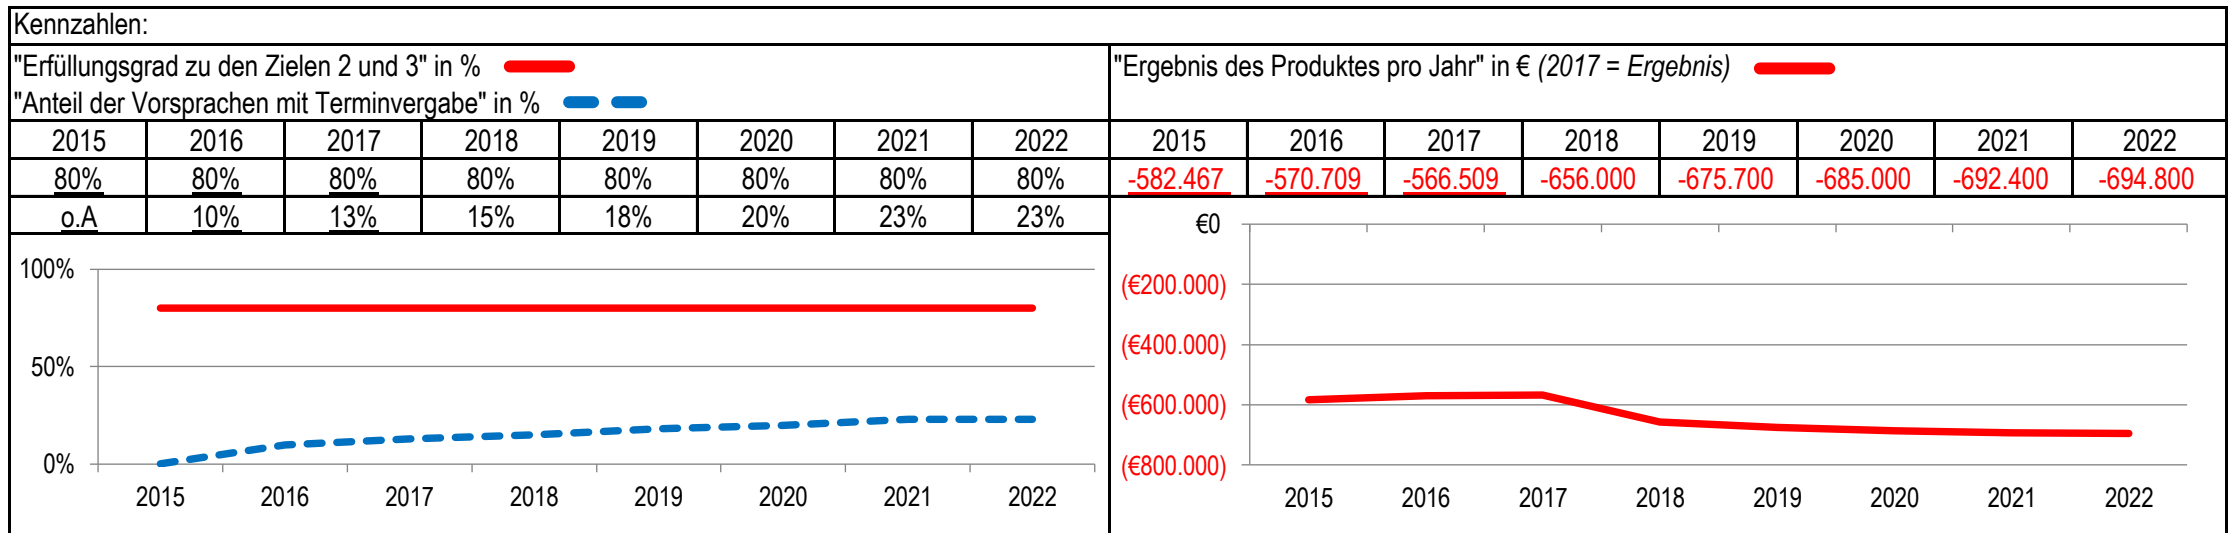 Kennzahlen:
"Erfüllungsgrad zu den Zielen 2 und 3" in %
"Anteil der Vorsprachen mit Terminvergabe" in %
2015 2016 2017 2018 2019 2020 2021 2022
80% 80% 80% 80% 80% 80% 80% 80%
o.A 10% 13% 15% 18% 20% 23% 23%
100%
50%
0%
2015 2016 2017 2018 2019 2020 2021 2022
"Ergebnis des Produktes pro Jahr" in € (2017 = Ergebnis)
2015 2016 2017 2018 2019 2020 2021 2022
-582.467 -570.709 -566.509 -656.000 -675.700 -685.000 -692.400 -694.800
€0
(€200.000)
(€400.000)
(€600.000)
(€800.000)
2015 2016 2017 2018 2019 2020 2021 2022